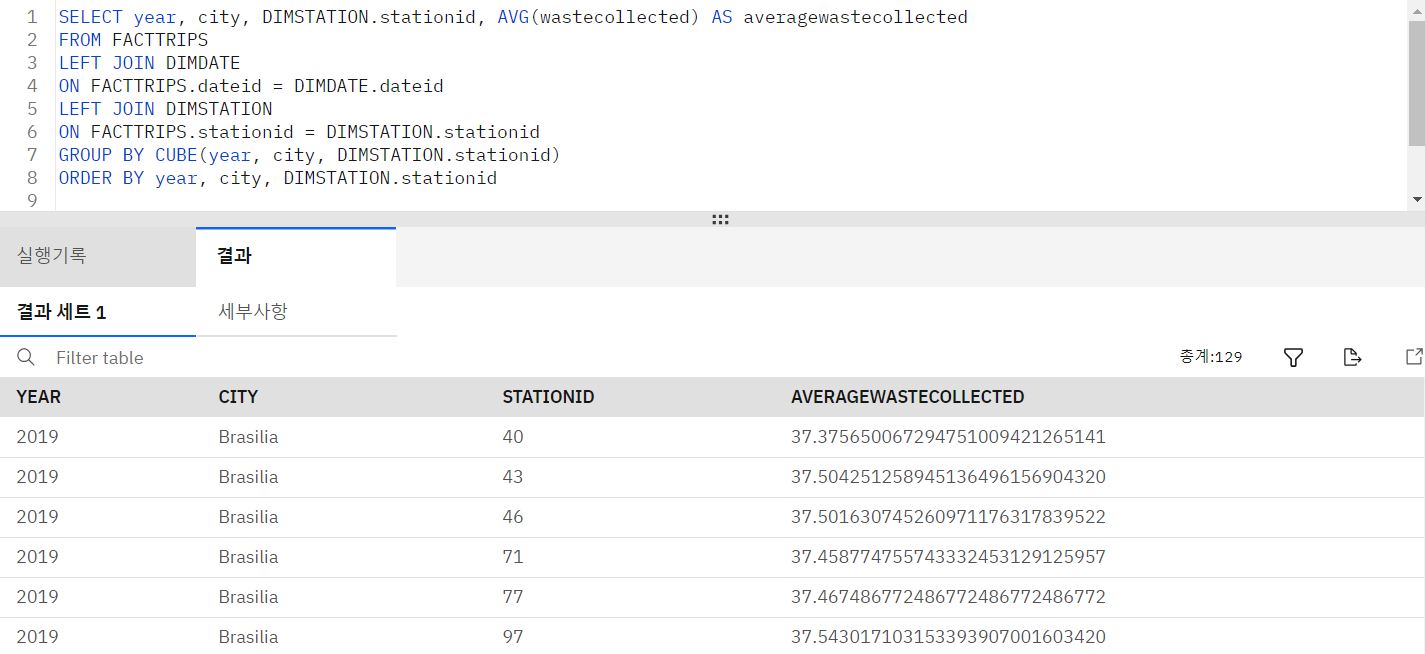 1 SELECT year, city, DIMSTATION.stationid, AVG(wastecollected) AS averagewastecollected
2 FROM FACTTRIPS
3 LEFT JOIN DIMDATE
4 ON FACTTRIPS.dateid = DIMDATE.dateid
5 LEFT JOIN DIMSTATION
6 ON FACTTRIPS.stationid = DIMSTATION.stationid
7 GROUP BY CUBE(year, city, DIMSTATION.stationid)
8 ORDER BY year, city, DIMSTATION.stationid
9
실행기록 결과
결과 세트 1 세부사항
Filter table 총계:129
YEAR CITY STATIONID AVERAGEWASTECOLLECTED
2019 Brasilia 40 37.375650067294751009421265141
2019 Brasilia 43 37.504251258945136496156904320
2019 Brasilia 46 37.501630745260971176317839522
2019 Brasilia 71 37.458774755743332453129125957
2019 Brasilia 77 37.467486772486772486772486772
2019 Brasilia 97 37.543017103153393907001603420